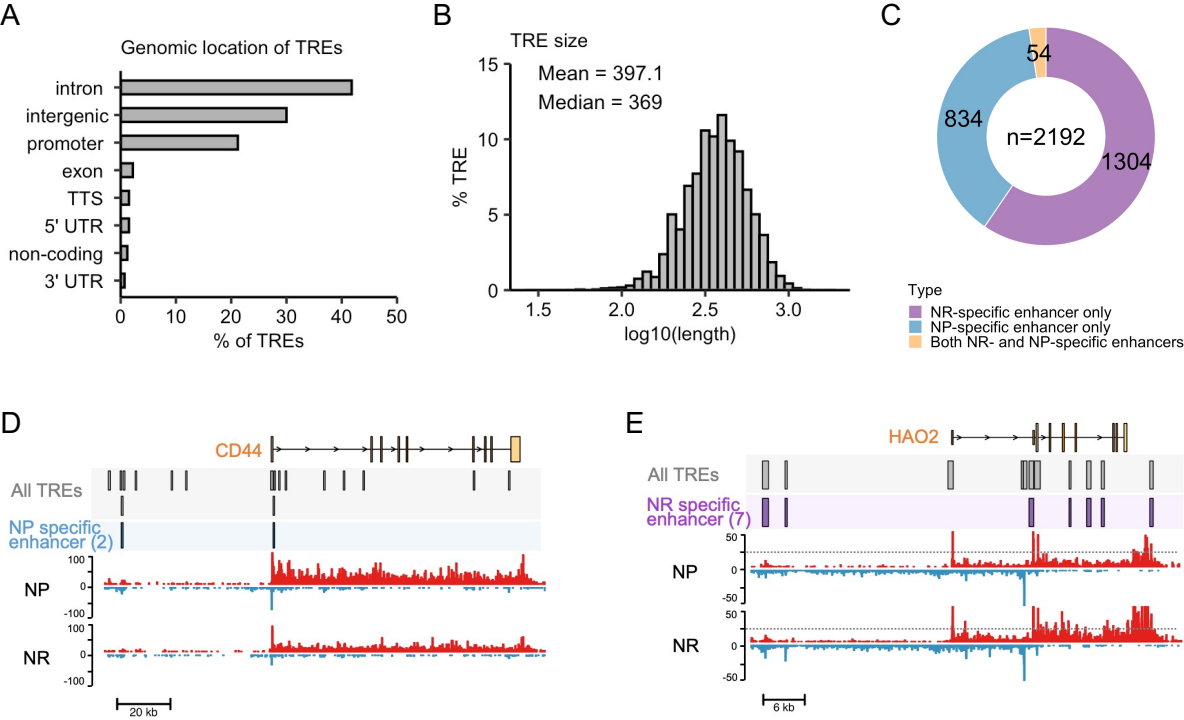 A
Genomic location of TREs
intron
intergenic
promoter
exon
TTS
5' UTR
non-coding
3' UTR
0 10 20 30 40 50
% of TREs
B
TRE size
Mean = 397.1
Median = 369
15
10
5
0
% TRE
1.5 2.0 2.5 3.0
log10(length)
C
54
834
n=2192
1304
Type
NR-specific enhancer only
NP-specific enhancer only
Both NR- and NP-specific enhancers
D
CD44
All TREs
NP specific
enhancer (2)
NP
100
0
-100
NR
100
0
-100
20 kb
E
HAO2
All TREs
NR specific
enhancer (7)
NP
50
0
-50
NR
50
0
-50
6 kb